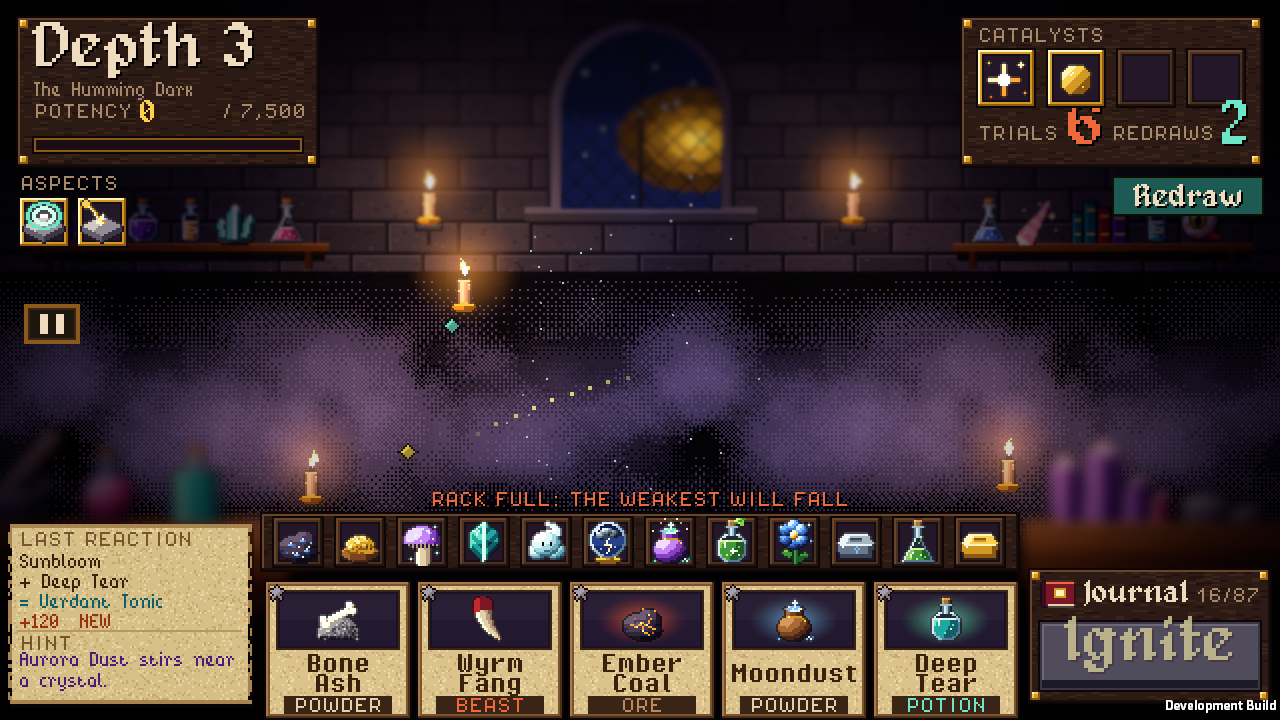 Depth 3
The Humming Dark
POTENCY 0 / 7,500
ASPECTS
CATALYSTS
TRIALS 6 REDRAWS 2
Redraw
RACK FULL: THE WEAKEST WILL FALL
LAST REACTION
Sunbloom
+ Deep Tear
= Verdant Tonic
+120 NEW
HINT
Aurora Dust stirs near
a crystal.
Bone
Ash
POWDER
Wyrm
Fang
BEAST
Ember
Coal
ORE
Moondust
POWDER
Deep
Tear
POTION
Journal 16/87
Ignite
Development Build